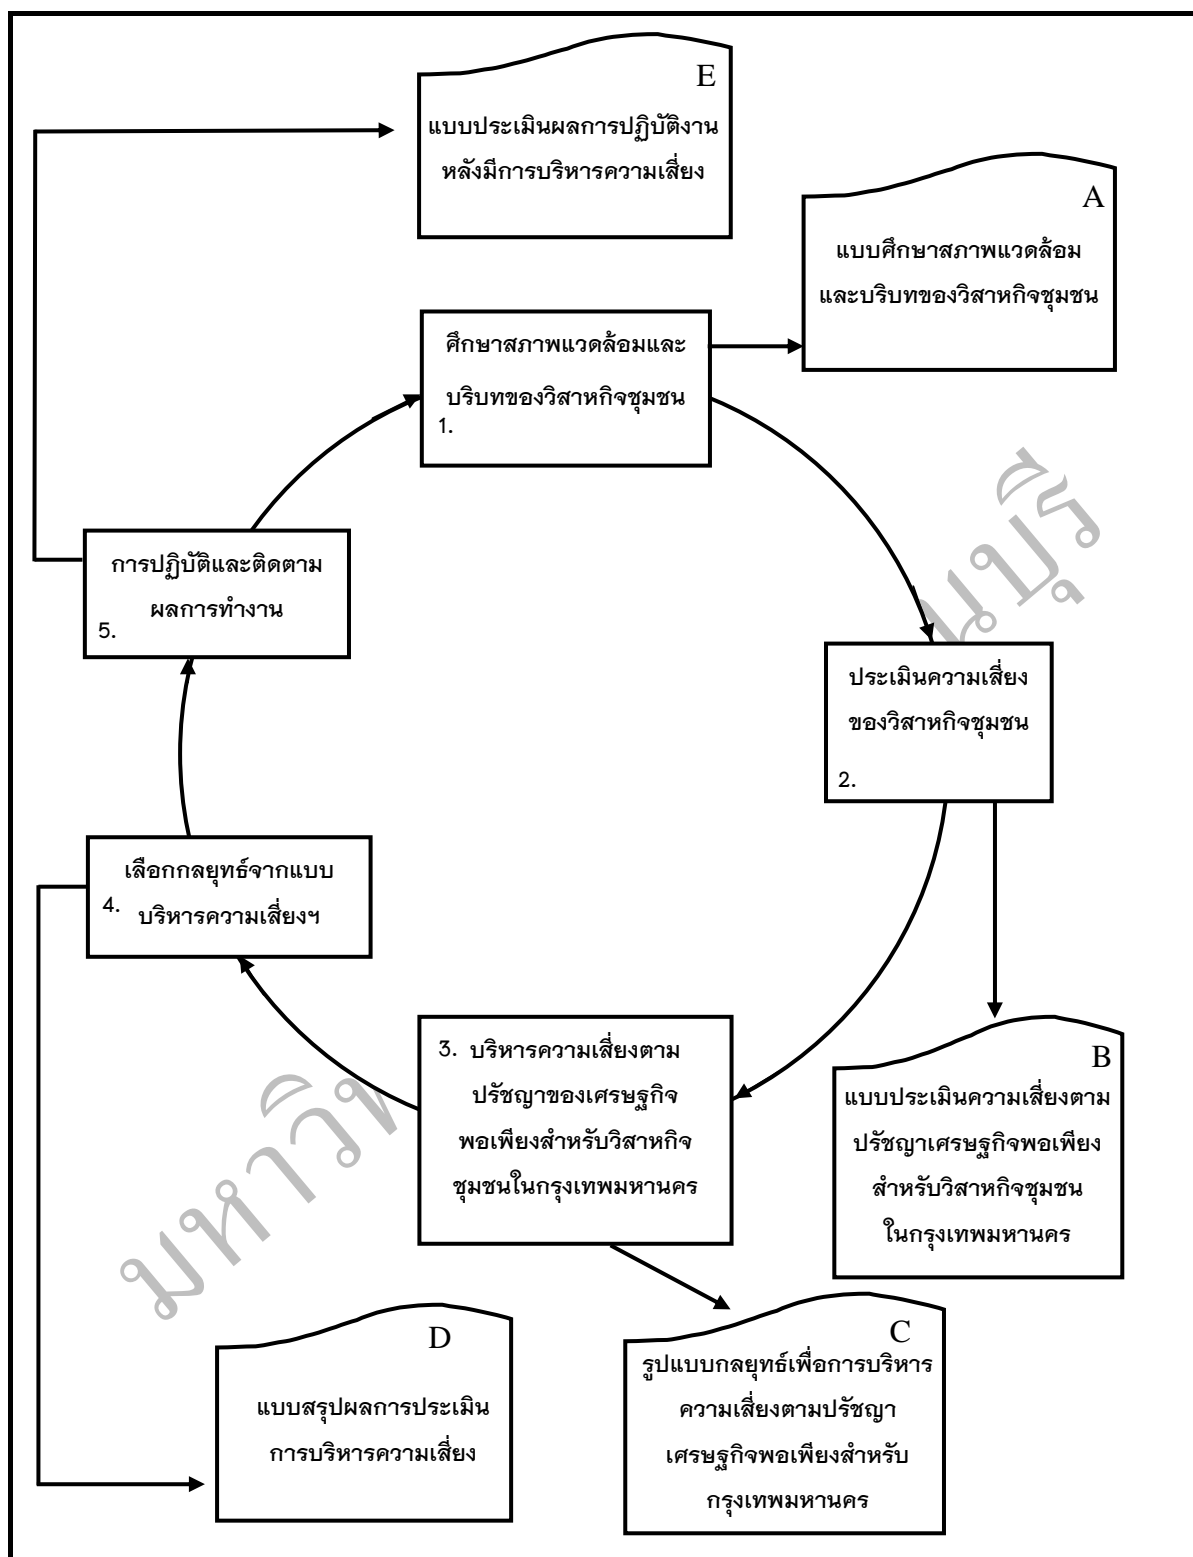 E
แบบประเมินผลการปฏิบัติงาน
หลังมีการบริหารความเสี่ยง
A
แบบศึกษาสภาพแวดล้อม
และบริบทของวิสาหกิจชุมชน
ศึกษาสภาพแวดล้อมและ
บริบทของวิสาหกิจชุมชน
1.
การปฏิบัติและติดตาม
ผลการทำงาน
5.
ประเมินความเสี่ยง
ของวิสาหกิจชุมชน
2.
เลือกกลยุทธ์จากแบบ
4. บริหารความเสี่ยงฯ
3. บริหารความเสี่ยงตาม
ปรัชญาของเศรษฐกิจ
พอเพียงสำหรับวิสาหกิจ
ชุมชนในกรุงเทพมหานคร
B
แบบประเมินความเสี่ยงตาม
ปรัชญาเศรษฐกิจพอเพียง
สำหรับวิสาหกิจชุมชน
ในกรุงเทพมหานคร
D
แบบสรุปผลการประเมิน
การบริหารความเสี่ยง
C
รูปแบบกลยุทธ์เพื่อการบริหาร
ความเสี่ยงตามปรัชญา
เศรษฐกิจพอเพียงสำหรับ
กรุงเทพมหานคร